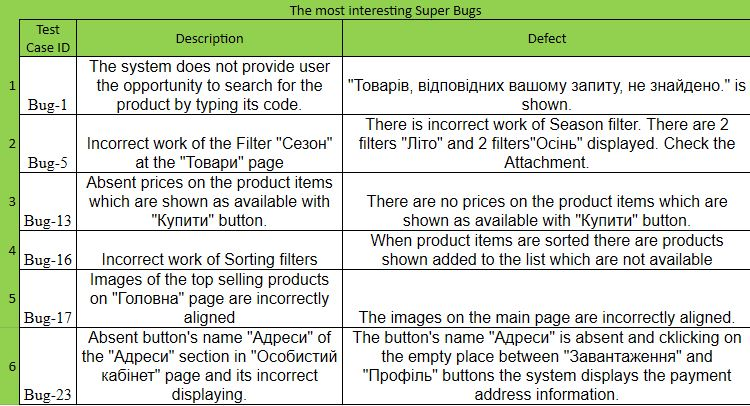 The most interesting Super Bugs
Test
Case ID
Description
Defect
1
Bug-1
The system does not provide user
the opportunity to search for the
product by typing its code.
"Товарів, відповідних вашому запиту, не знайдено." is
shown.
2
Bug-5
Incorrect work of the Filter "Сезон"
at the "Товари" page
There is incorrect work of Season filter. There are 2
filters "Літо" and 2 filters"Осінь" displayed. Check the
Attachment.
3
Bug-13
Absent prices on the product items
which are shown as available with
"Купити" button.
There are no prices on the product items which are
shown as available with "Купити" button.
4
Bug-16
Incorrect work of Sorting filters
When product items are sorted there are products
shown added to the list which are not available
5
Bug-17
Images of the top selling products
on "Головна" page are incorrectly
aligned
The images on the main page are incorrectly aligned.
6
Bug-23
Absent button's name "Адреси" of
the "Адреси" section in "Особистий
кабінет" page and its incorrect
displaying.
The button's name "Адреси" is absent and cklicking on
the empty place between "Завантаження" and
"Профіль" buttons the system displays the payment
address information.